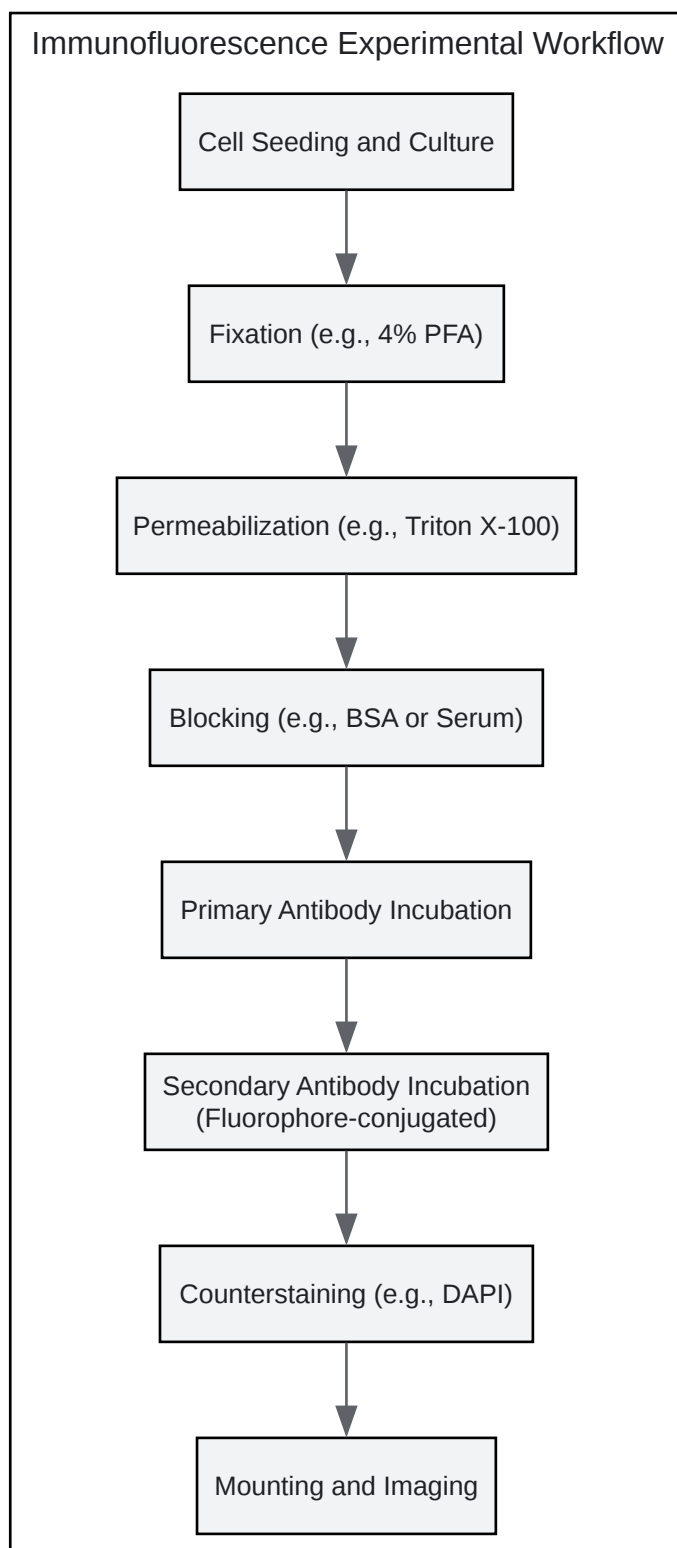 Immunofluorescence Experimental Workflow
Cell Seeding and Culture
Fixation (e.g., 4% PFA)
Permeabilization (e.g., Triton X-100)
Blocking (e.g., BSA or Serum)
Primary Antibody Incubation
Secondary Antibody Incubation
(Fluorophore-conjugated)
Counterstaining (e.g., DAPI)
Mounting and Imaging